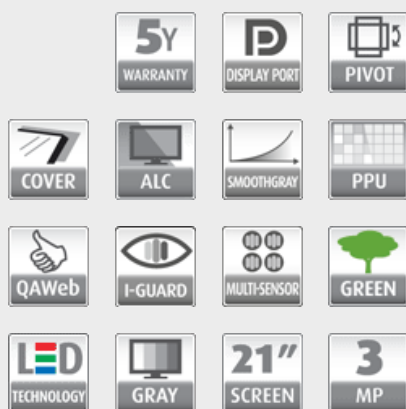 5Y
WARRANTY
D
DISPLAY PORT
PIVOT
COVER
ALC
SMOOTHGRAY
PPU
QAWeb
I-GUARD
MULTI-SENSOR
GREEN
LED
TECHNOLOGY
GRAY
21"
SCREEN
3
MP